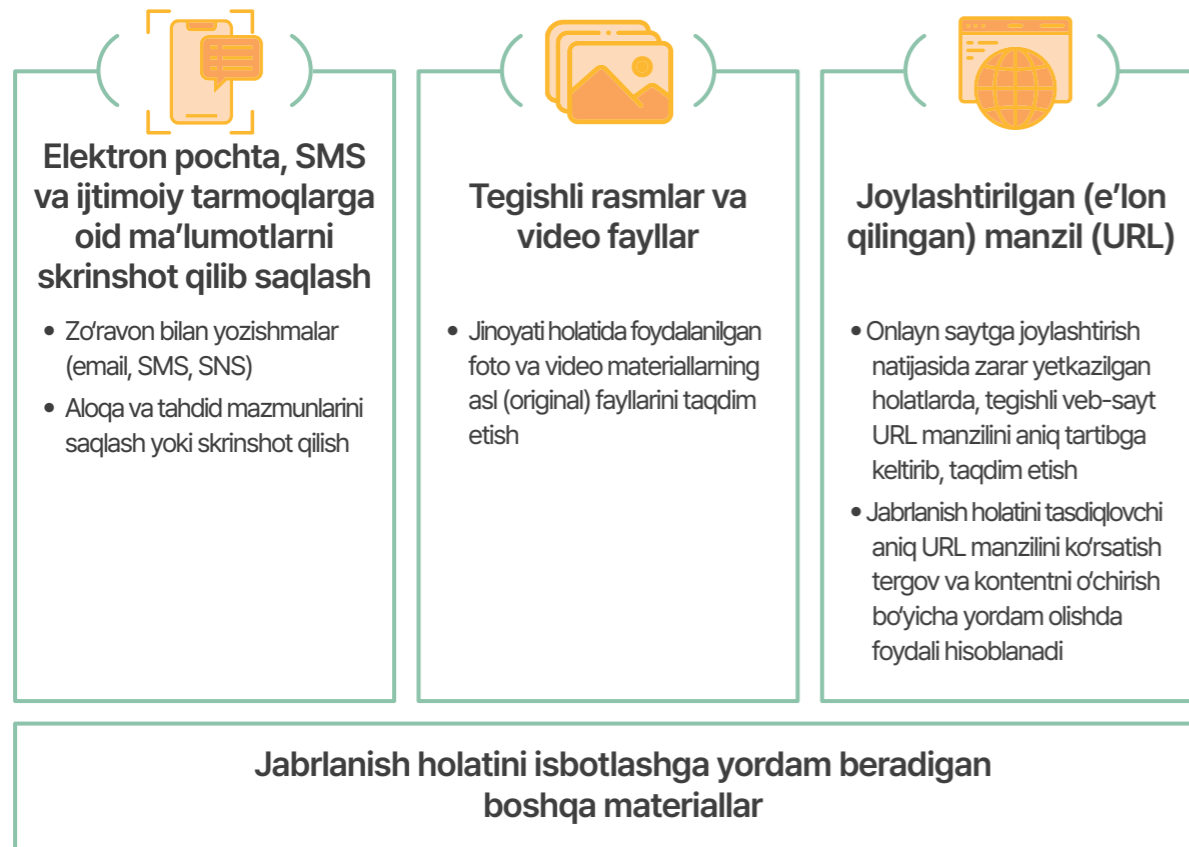 Elektron pochta, SMS
va ijtimoiy tarmoqlarga
oid ma’lumotlarni
skrinshot qilib saqlash
• Zo‘ravon bilan yozishmalar
(email, SMS, SNS)
• Aloqa va tahdid mazmunlarini
saqlash yoki skrinshot qilish
Tegishli rasmlar va
video fayllar
• Jinoyati holatida foydalanilgan
foto va video materiallarning
asl (original) fayllarini taqdim
etish
Joylashtirilgan (e’lon
qilingan) manzil (URL)
• Onlayn saytga joylashtirish
natijasida zarar yetkazilgan
holatlarda, tegishli veb-sayt
URL manzilini aniq tartibga
keltirib, taqdim etish
• Jabrlanish holatini tasdiqlovchi
aniq URL manzilini ko‘rsatish
tergov va kontentni o‘chirish
bo‘yicha yordam olishda
foydali hisoblanadi
Jabrlanish holatini isbotlashga yordam beradigan
boshqa materiallar